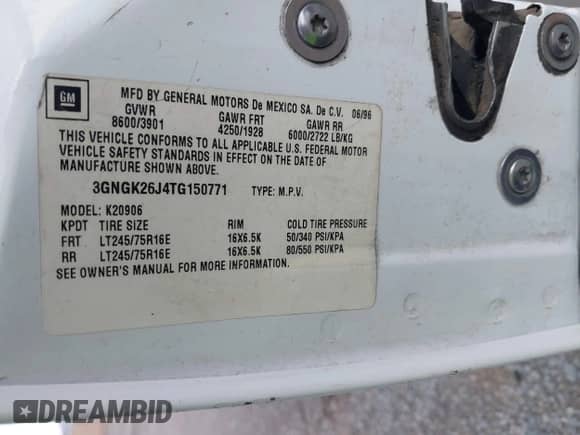 GM
MFD BY GENERAL MOTORS De MEXICO SA. De C.V. 06/96
GVWR GAWR FRT GAWR RR
8600/3901 4250/1928 6000/2722 LB/KG
THIS VEHICLE CONFORMS TO ALL APPLICABLE U.S. FEDERAL MOTOR
VEHICLE SAFETY STANDARDS IN EFFECT ON THE DATE OF
MANUFACTURE SHOWN ABOVE.
3GNGK26J4TG150771 TYPE: M.P.V.
MODEL: K20906
KPDT TIRE SIZE RIM COLD TIRE PRESSURE
FRT LT245/75R16E 16X6.5K 50/340 PSI/KPA
RR LT245/75R16E 16X6.5K 80/550 PSI/KPA
SEE OWNER'S MANUAL FOR MORE INFORMATION.
DREAMBID